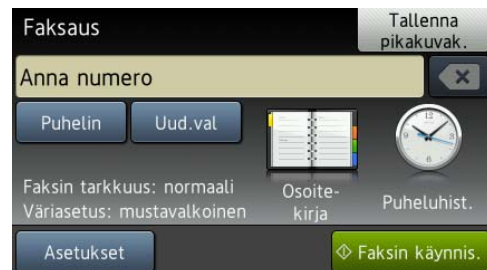 Faksaus
Tallenna
pikakuvak.
Anna numero
Puhelin
Uud.val
Faksin tarkkuus: normaali
Väriasetus: mustavalkoinen
Osoite-
kirja
Puheluhist.
Asetukset
Faksin käynnis.